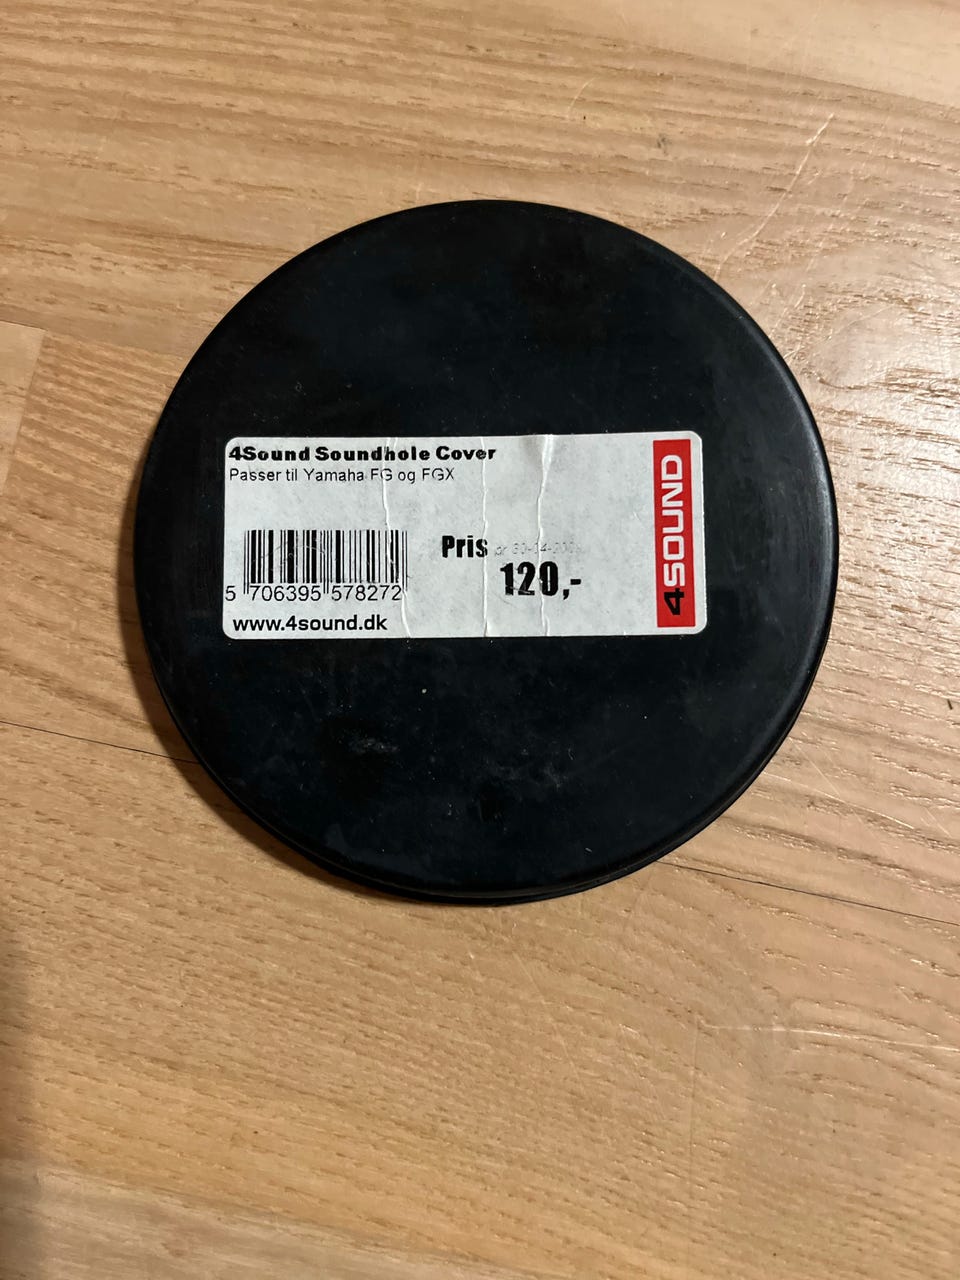 4Sound Soundhole Cover
Passer til Yamaha FG og FGX
Pris
120,-
5 706395 578272
www.4sound.dk
4SOUND